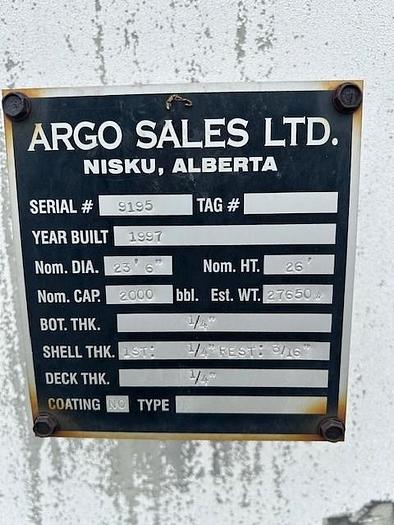 ARGO SALES LTD.
NISKU, ALBERTA
SERIAL # 9195 TAG #
YEAR BUILT 1997
Nom. DIA. 23' 6" Nom. HT. 26'
Nom. CAP. 2000 bbl. Est. WT. 27650#
BOT. THK. 1/4"
SHELL THK. 1ST: 1/4" REST: 3/16"
DECK THK. 1/4"
COATING NO TYPE